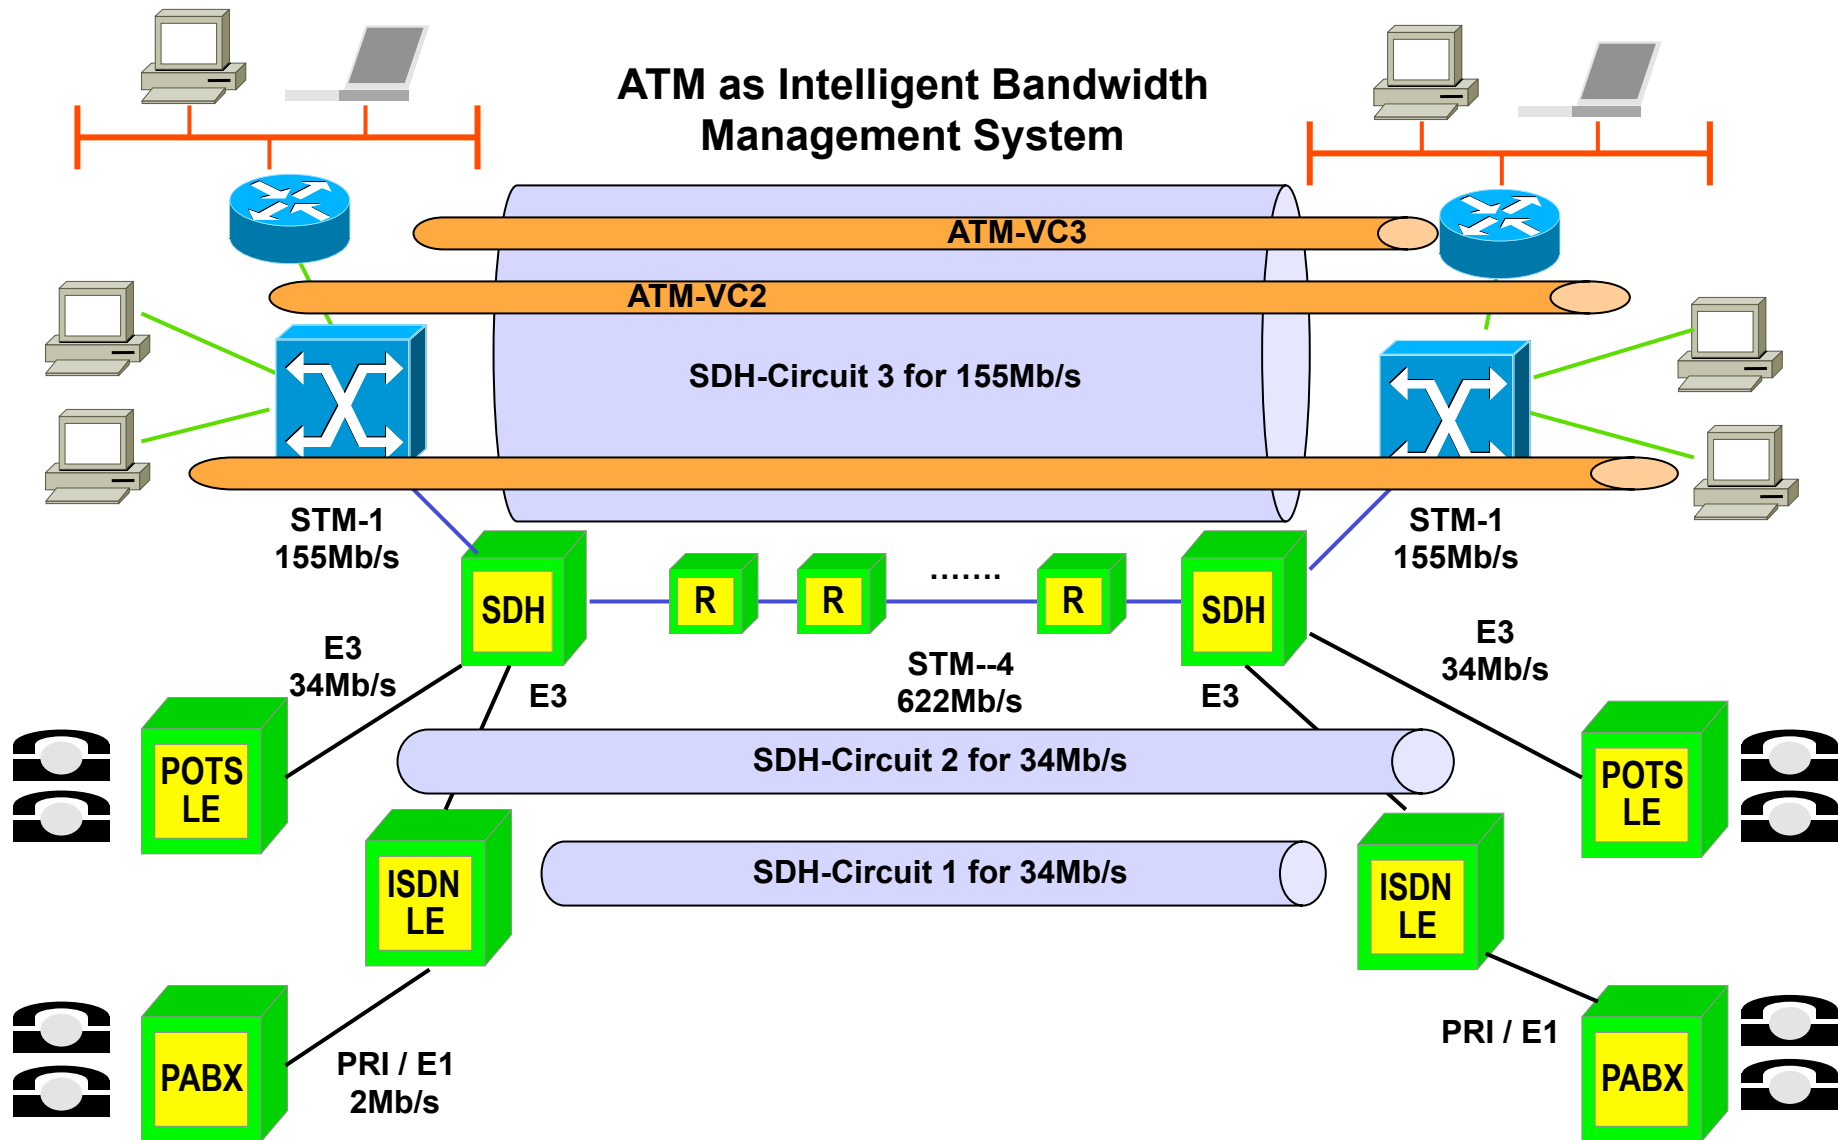 ATM as Intelligent Bandwidth
Management System
ATM-VC3
ATM-VC2
SDH-Circuit 3 for 155Mb/s
STM-1
155Mb/s
STM-1
155Mb/s
SDH
R
R
.......
R
SDH
E3
34Mb/s
E3
STM--4
622Mb/s
E3
E3
34Mb/s
POTS
LE
SDH-Circuit 2 for 34Mb/s
POTS
LE
ISDN
LE
SDH-Circuit 1 for 34Mb/s
ISDN
LE
PABX
PRI / E1
2Mb/s
PRI / E1
PABX